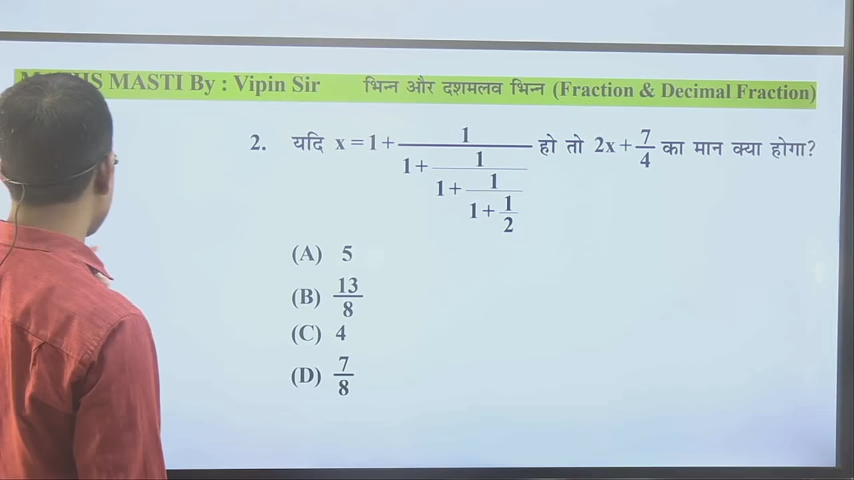 MASTI By : Vipin Sir भिन्न और दशमलव भिन्न (Fraction & Decimal Fraction)
2. यदि x = 1 + 1/(1 + 1/(1 + 1/(1 + 1/2))) हो तो 2x + 7/4 का मान क्या होगा?
(A) 5
(B) 13/8
(C) 4
(D) 7/8